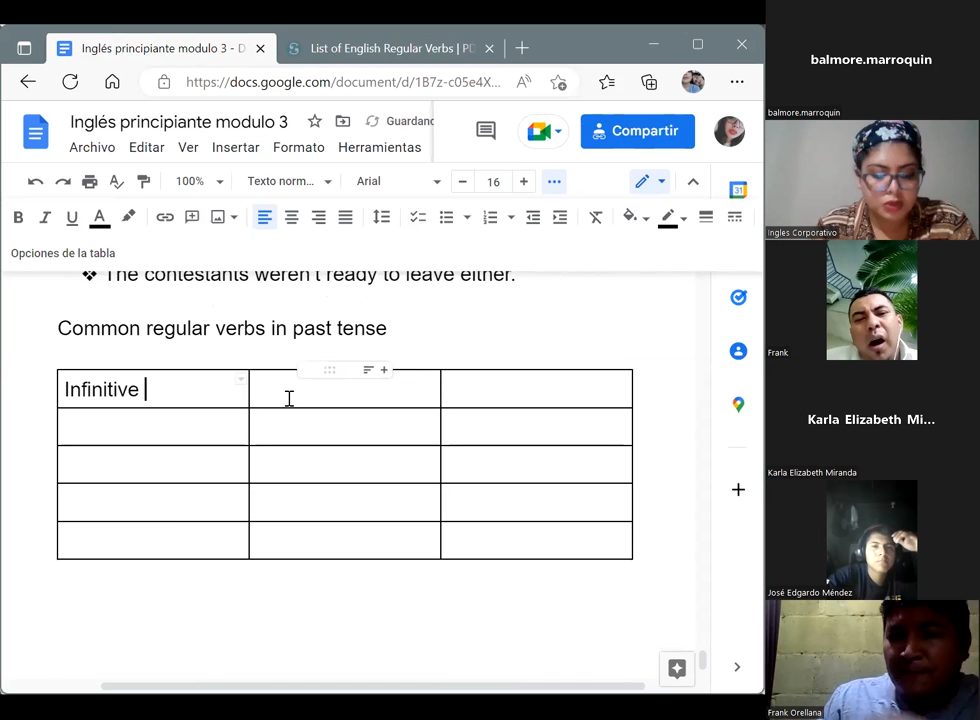 Inglés principiante modulo 3 - D
List of English Regular Verbs | PD
https://docs.google.com/document/d/1B7z-c05e4X...
Inglés principiante modulo 3
Guardand
Archivo Editar Ver Insertar Formato Herramientas
Compartir
100% Texto norm... Arial 16
Opciones de la tabla
The contestants weren't ready to leave either.
Common regular verbs in past tense
Infinitive
balmore.marroquin
balmore.marroquin
Ingles Corporativo
Frank
Karla Elizabeth Mi...
Karla Elizabeth Miranda
José Edgardo Méndez
Frank Orellana